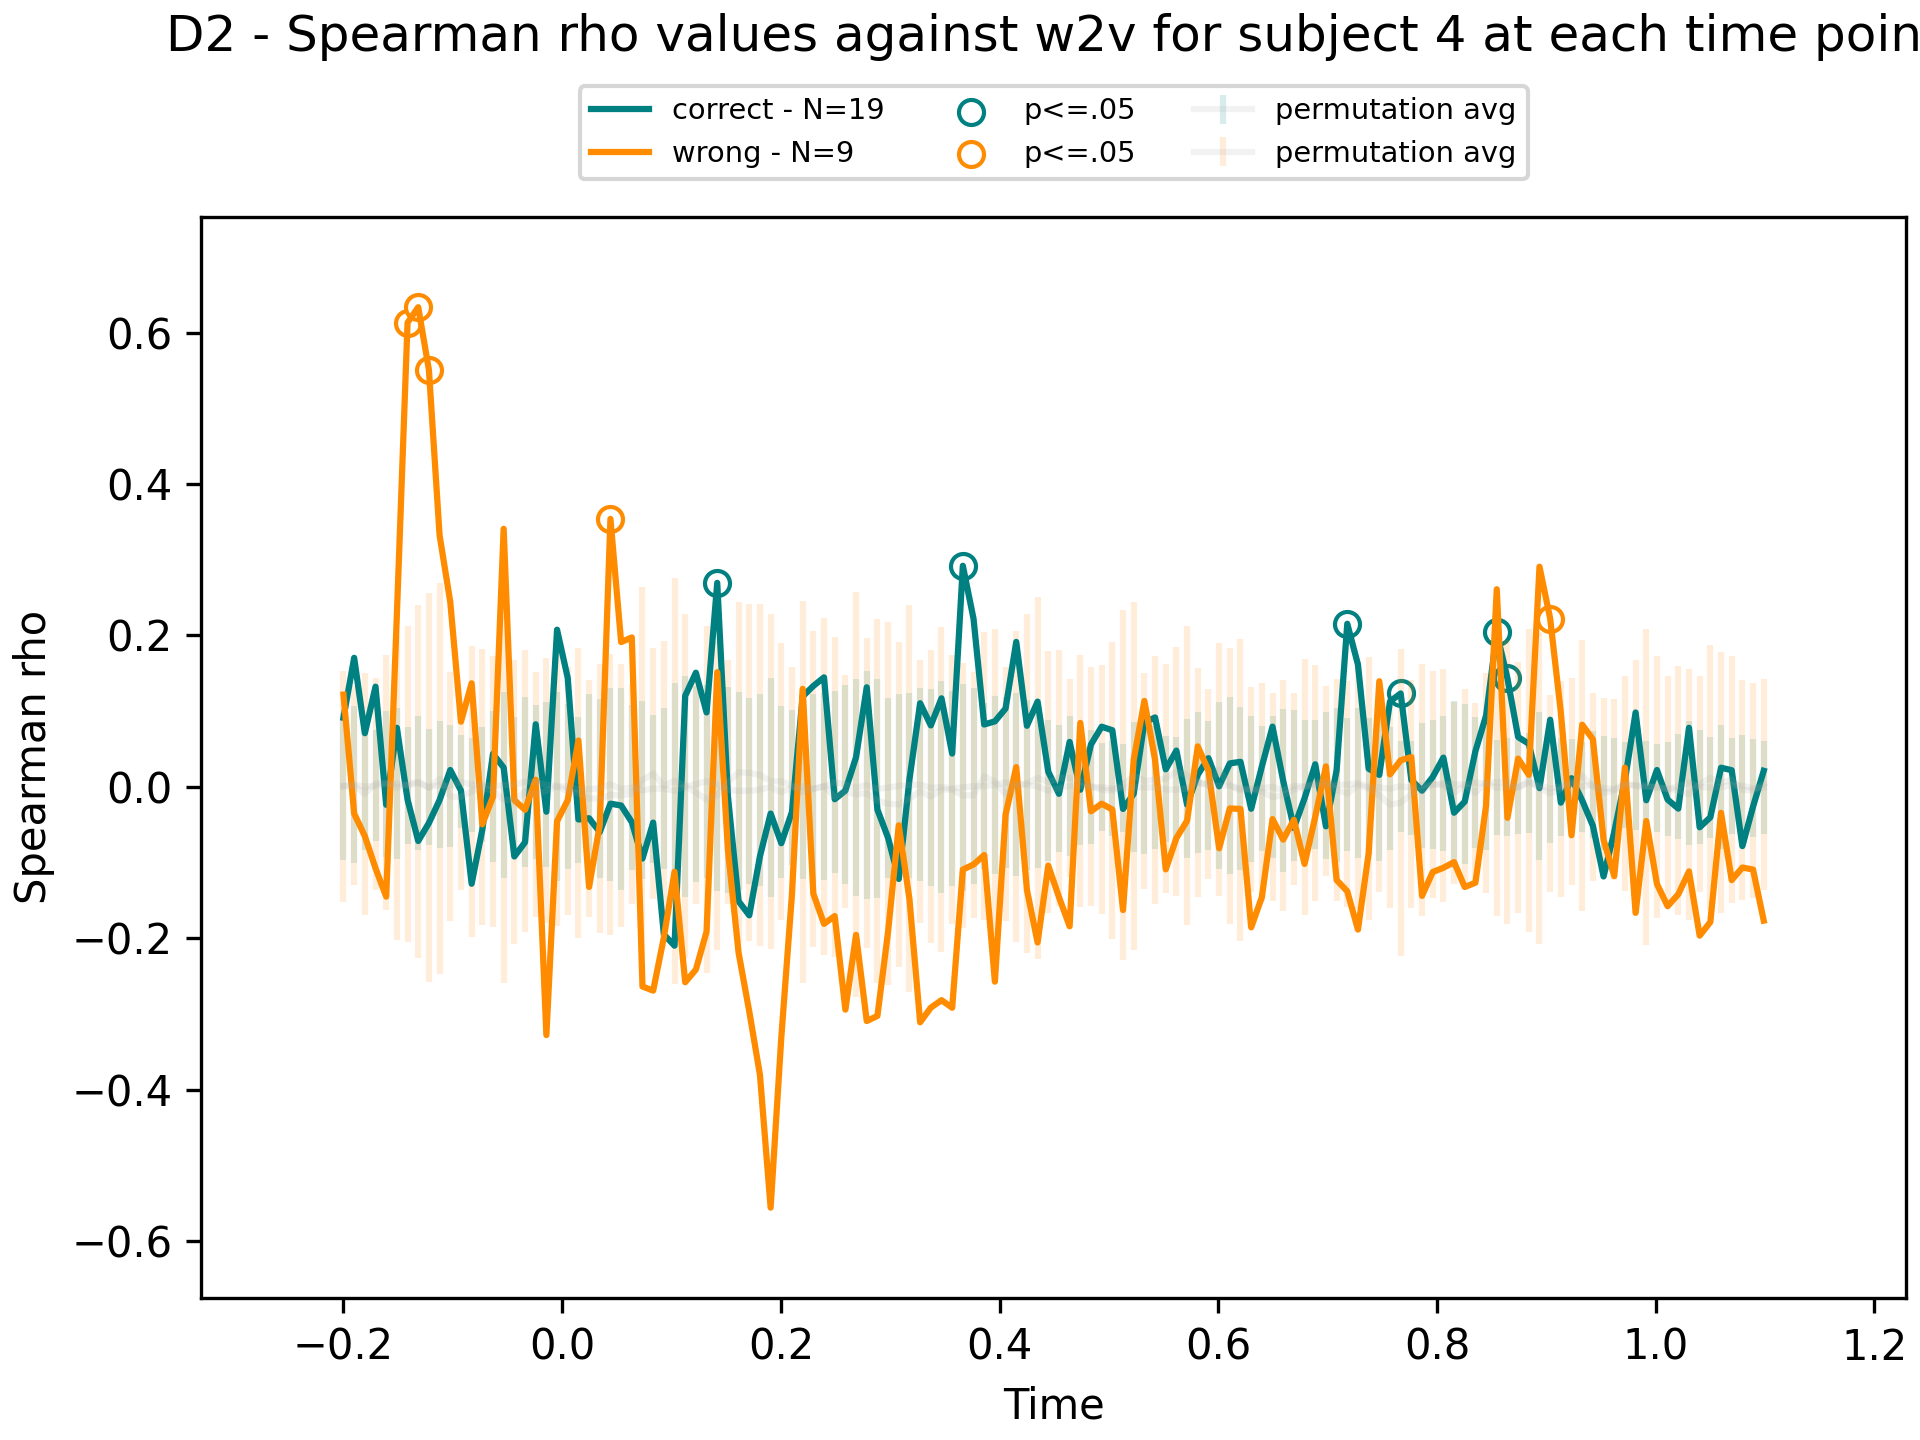 D2 - Spearman rho values against w2v for subject 4 at each time poin
correct - N=19
wrong - N=9
p<=.05
p<=.05
permutation avg
permutation avg
Spearman rho
0.6
0.4
0.2
0.0
−0.2
−0.4
−0.6
−0.2
0.0
0.2
0.4
0.6
0.8
1.0
1.2
Time